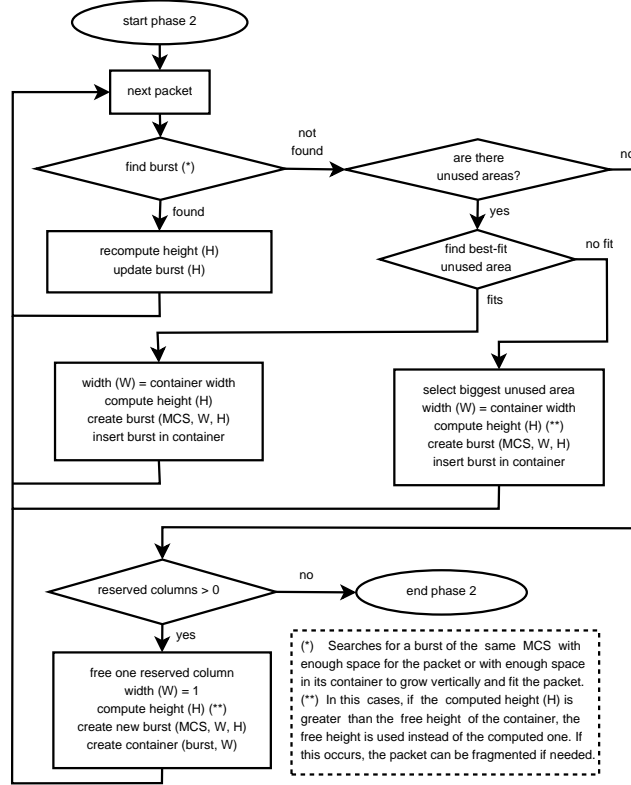 start phase 2
next packet
find burst (*)
not
found
are there
unused areas?
no
found
yes
recompute height (H)
update burst (H)
find best-fit
unused area
no fit
fits
width (W) = container width
compute height (H)
create burst (MCS, W, H)
insert burst in container
select biggest unused area
width (W) = container width
compute height (H) (**)
create burst (MCS, W, H)
insert burst in container
reserved columns > 0
no
end phase 2
yes
free one reserved column
width (W) = 1
compute height (H) (**)
create new burst (MCS, W, H)
create container (burst, W)
(*) Searches for a burst of the same MCS with
enough space for the packet or with enough space
in its container to grow vertically and fit the packet.
(**) In this cases, if the computed height (H) is
greater than the free height of the container, the
free height is used instead of the computed one. If
this occurs, the packet can be fragmented if needed.